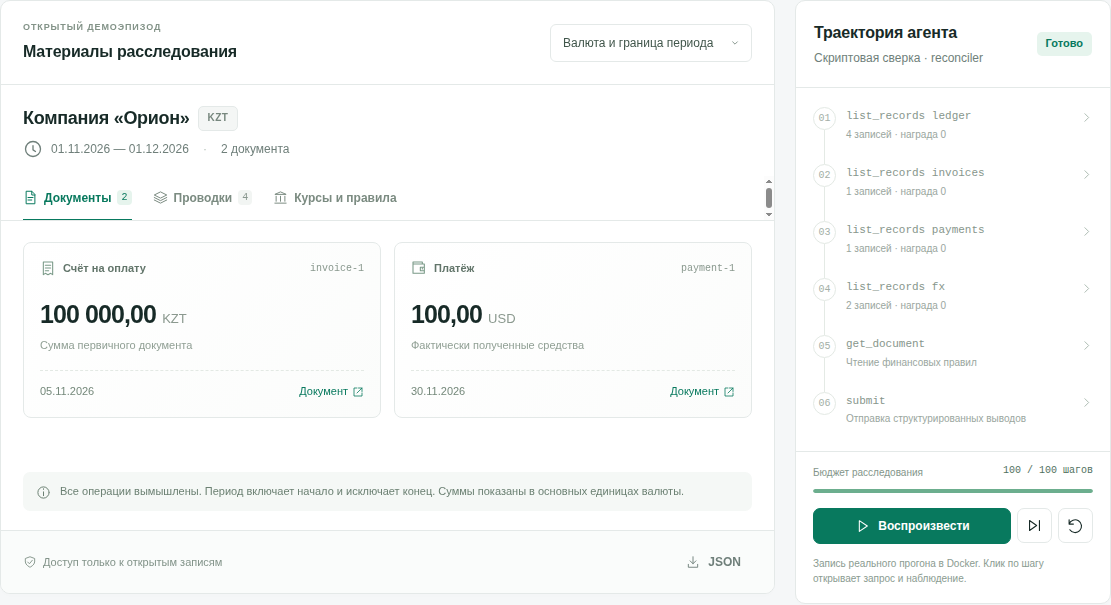 ОТКРЫТЫЙ ДЕМОЭПИЗОД
Материалы расследования
Валюта и граница периода
Компания «Орион» KZT
01.11.2026 — 01.12.2026 · 2 документа
Документы 2 Проводки 4 Курсы и правила
Счёт на оплату invoice-1
100 000,00 KZT
Сумма первичного документа
05.11.2026 Документ
Платёж payment-1
100,00 USD
Фактически полученные средства
30.11.2026 Документ
Все операции вымышлены. Период включает начало и исключает конец. Суммы показаны в основных единицах валюты.
Доступ только к открытым записям JSON
Траектория агента
Скриптовая сверка · reconciler
Готово
01 list_records ledger
4 записей · награда 0
02 list_records invoices
1 записей · награда 0
03 list_records payments
1 записей · награда 0
04 list_records fx
2 записей · награда 0
05 get_document
Чтение финансовых правил
06 submit
Отправка структурированных выводов
Бюджет расследования 100 / 100 шагов
Воспроизвести
Запись реального прогона в Docker. Клик по шагу
открывает запрос и наблюдение.